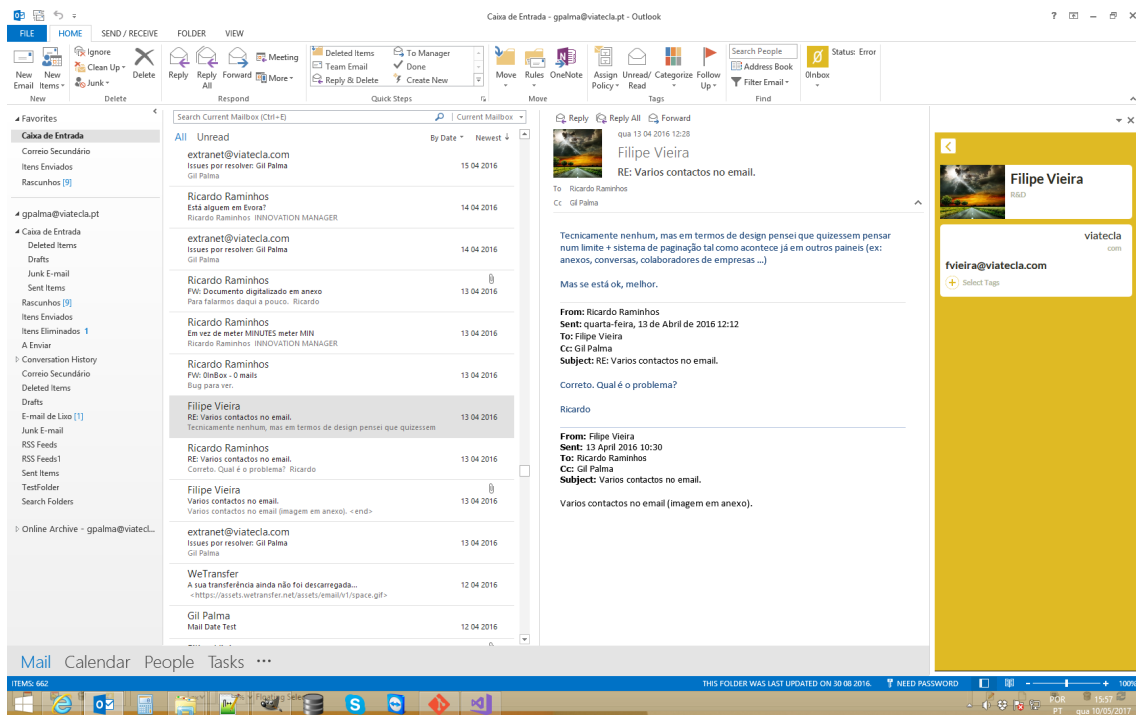 Caixa de Entrada - gpalma@viatecla.pt - Outlook
FILE HOME SEND / RECEIVE FOLDER VIEW
New Email
New Items
New
Ignore
Clean Up
Junk
Delete
Delete
Reply
Reply All
Forward
Meeting
More
Respond
Deleted Items
Team Email
Reply & Delete
To Manager
Done
Create New
Quick Steps
Move
Rules
OneNote
Move
Assign Policy
Unread/ Read
Categorize
Follow Up
Tags
Search People
Address Book
Filter Email
Find
0Inbox
Status: Error
Favorites
Caixa de Entrada
Correio Secundário
Itens Enviados
Rascunhos [9]
gpalma@viatecla.pt
Caixa de Entrada
Deleted Items
Drafts
Junk E-mail
Sent Items
Rascunhos [9]
Itens Enviados
Itens Eliminados 1
A Enviar
Conversation History
Correio Secundário
Deleted Items
Drafts
E-mail de Lixo [1]
Junk E-mail
RSS Feeds
RSS Feeds1
Sent Items
TestFolder
Search Folders
Online Archive - gpalma@viatecl...
Search Current Mailbox (Ctrl+E) Current Mailbox
All Unread By Date Newest
extranet@viatecla.com
Issues por resolver: Gil Palma 15 04 2016
Gil Palma
Ricardo Raminhos
Está alguem em Evora? 14 04 2016
Ricardo Raminhos INNOVATION MANAGER
extranet@viatecla.com
Issues por resolver: Gil Palma 14 04 2016
Gil Palma
Ricardo Raminhos
FW: Documento digitalizado em anexo 13 04 2016
Para falarmos daqui a pouco. Ricardo
Ricardo Raminhos
Em vez de meter MINUTES meter MIN 13 04 2016
Ricardo Raminhos INNOVATION MANAGER
Ricardo Raminhos
FW: 0InBox - 0 mails 13 04 2016
Bug para ver.
Filipe Vieira
RE: Varios contactos no email. 13 04 2016
Tecnicamente nenhum, mas em termos de design pensei que quizessem
Ricardo Raminhos
RE: Varios contactos no email. 13 04 2016
Correto. Qual é o problema? Ricardo
Filipe Vieira
Varios contactos no email. 13 04 2016
Varios contactos no email (imagem em anexo). <end>
extranet@viatecla.com
Issues por resolver: Gil Palma 13 04 2016
Gil Palma
WeTransfer
A sua transferência ainda não foi descarregada... 12 04 2016
<https://assets.wetransfer.net/assets/email/v1/space.gif>
Gil Palma
Mail Date Test 12 04 2016
Reply Reply All Forward
qua 13 04 2016 12:28
Filipe Vieira
RE: Varios contactos no email.
To Ricardo Raminhos
Cc Gil Palma
Tecnicamente nenhum, mas em termos de design pensei que quizessem pensar
num limite + sistema de paginação tal como acontece já em outros paineis (ex:
anexos, conversas, colaboradores de empresas ...)
Mas se está ok, melhor.
From: Ricardo Raminhos
Sent: quarta-feira, 13 de Abril de 2016 12:12
To: Filipe Vieira
Cc: Gil Palma
Subject: RE: Varios contactos no email.
Correto. Qual é o problema?
Ricardo
From: Filipe Vieira
Sent: 13 April 2016 10:30
To: Ricardo Raminhos
Cc: Gil Palma
Subject: Varios contactos no email.
Varios contactos no email (imagem em anexo).
Filipe Vieira
R&D
viatecla
com
fvieira@viatecla.com
Select Tags
Mail Calendar People Tasks
ITEMS: 662 THIS FOLDER WAS LAST UPDATED ON 30 08 2016. NEED PASSWORD 100%
POR 15:57
PT qua 10/05/2017